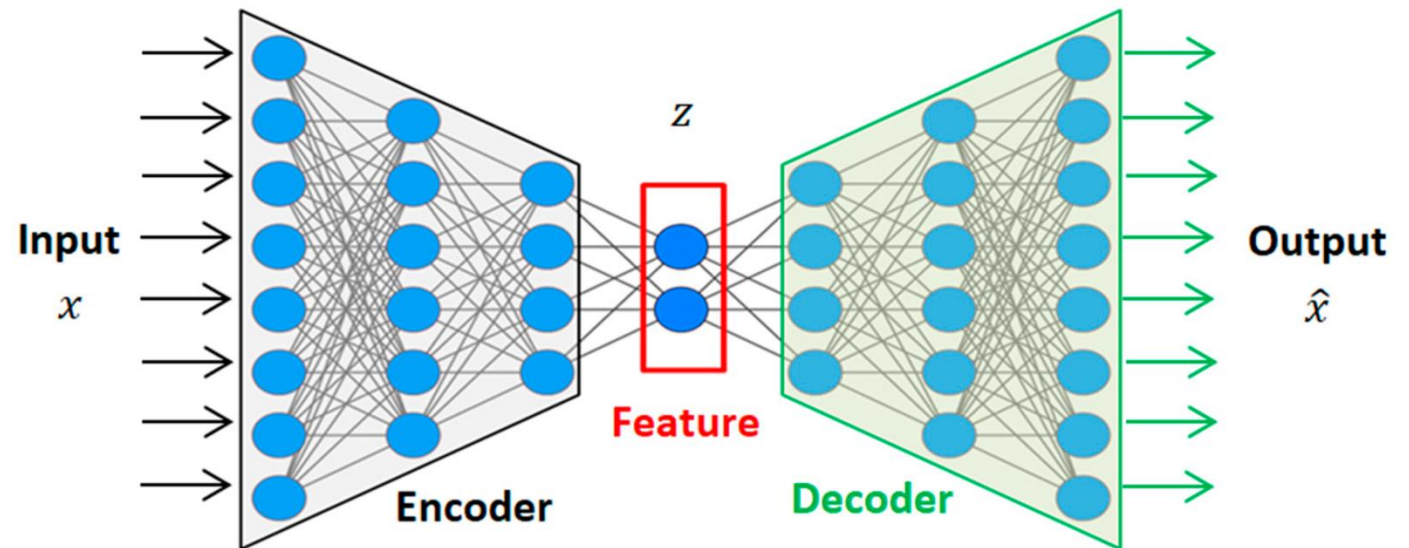 z
Input
x
Output
x̂
Feature
Encoder
Decoder